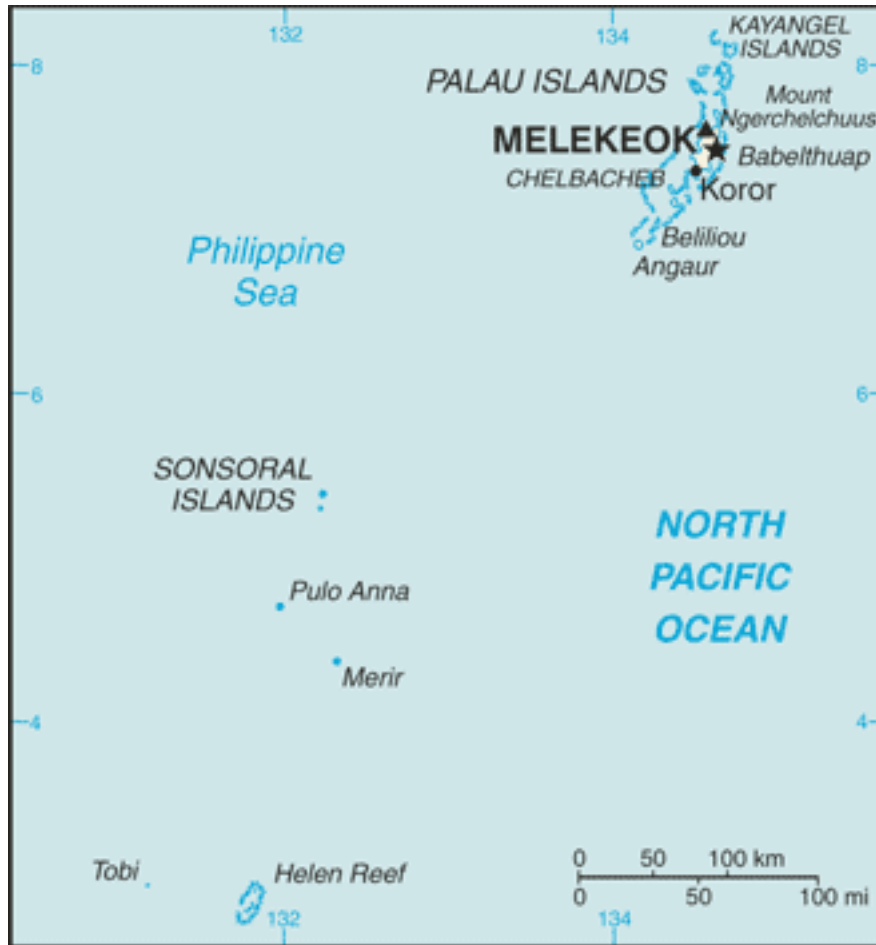 132
134
KAYANGEL
ISLANDS
8
8
PALAU ISLANDS
Mount
Ngerchelchuus
MELEKEOK
Babelthuap
CHELBACHEB
Koror
Beliliou
Angaur
Philippine
Sea
6
6
SONSORAL
ISLANDS
NORTH
PACIFIC
OCEAN
Pulo Anna
Merir
4
4
Tobi
Helen Reef
0 50 100 km
0 50 100 mi
132
134